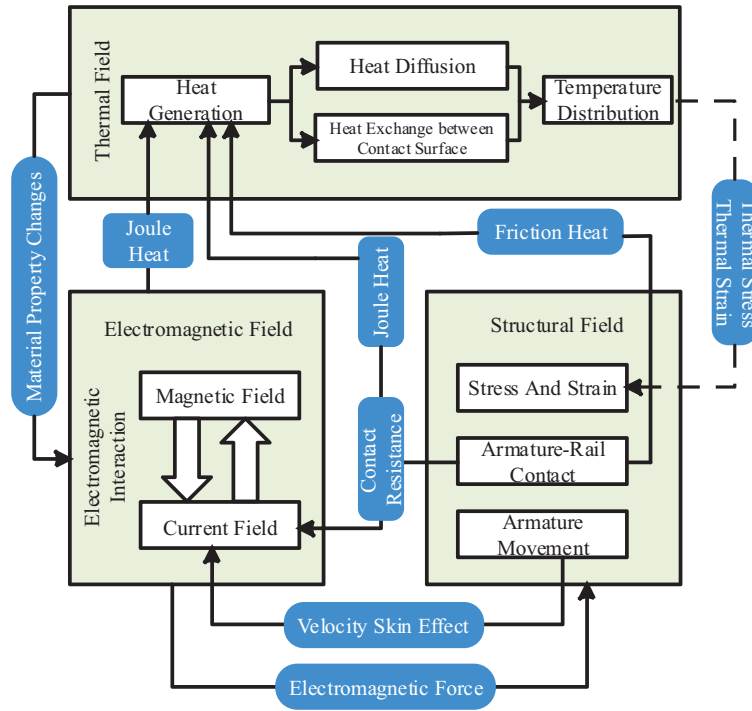 Thermal Field
Heat
Generation
Heat Diffusion
Heat Exchange between
Contact Surface
Temperature
Distribution
Material Property Changes
Joule
Heat
Joule Heat
Friction Heat
Thermal Stress
Thermal Strain
Electromagnetic Field
Electromagnetic
Interaction
Magnetic Field
Current Field
Contact
Resistance
Structural Field
Stress And Strain
Armature-Rail
Contact
Armature
Movement
Velocity Skin Effect
Electromagnetic Force